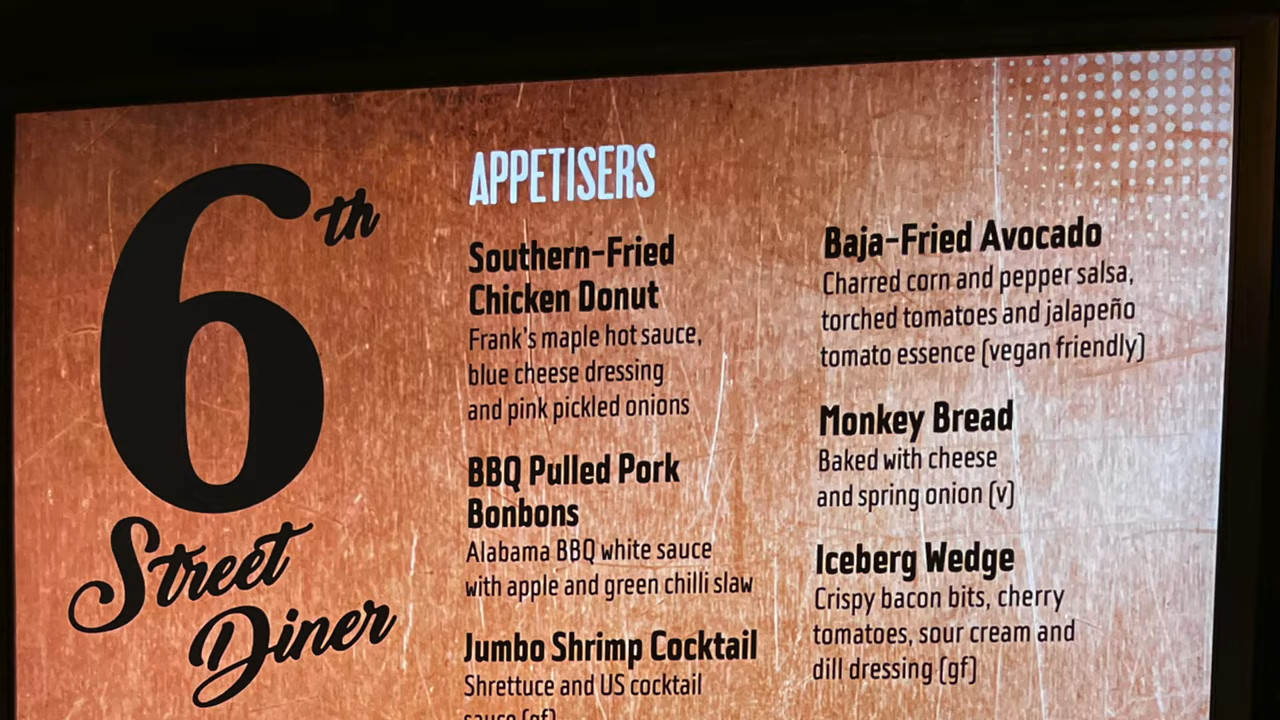 6th
Street
Diner
APPETISERS
Southern-Fried
Chicken Donut
Frank's maple hot sauce,
blue cheese dressing
and pink pickled onions
BBQ Pulled Pork
Bonbons
Alabama BBQ white sauce
with apple and green chilli slaw
Jumbo Shrimp Cocktail
Shrettuce and US cocktail
sauce (gf)
Baja-Fried Avocado
Charred corn and pepper salsa,
torched tomatoes and jalapeño
tomato essence (vegan friendly)
Monkey Bread
Baked with cheese
and spring onion (v)
Iceberg Wedge
Crispy bacon bits, cherry
tomatoes, sour cream and
dill dressing (gf)